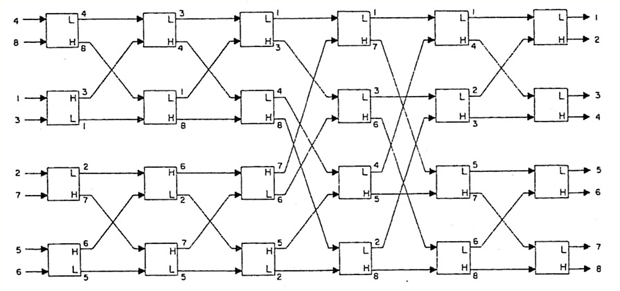 4 L 4 L 3 L 1 L 1 L 1 L 1
8 H 8 H 4 H 3 H 7 H 4 H 2
1 H 3 L 1 L 4 L 3 L 2 L 3
3 L 1 H 8 H 8 H 6 H 3 H 4
2 L 2 H 6 H 7 L 4 L 5 L 5
7 H 7 L 2 L 6 H 5 H 7 H 6
5 H 6 H 7 H 5 L 2 L 6 L 7
6 L 5 L 5 L 2 H 8 H 8 H 8